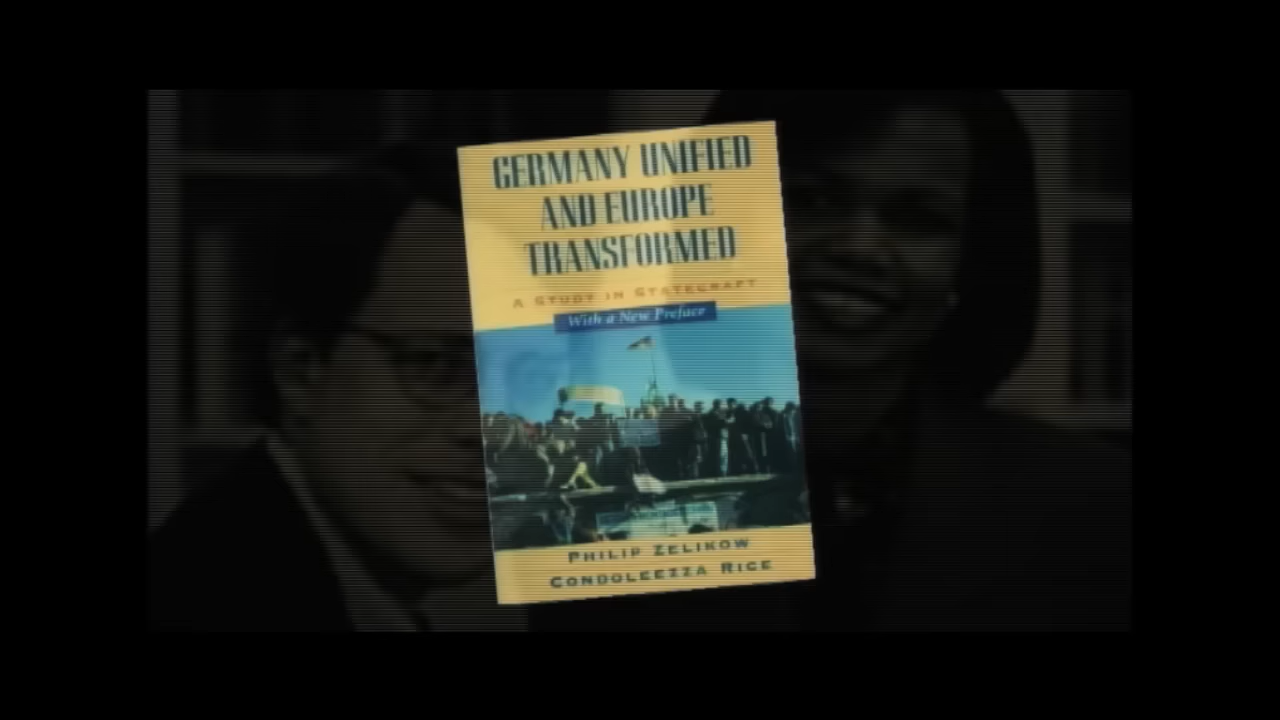 GERMANY UNIFIED
AND EUROPE
TRANSFORMED
A STUDY IN STATECRAFT
With a New Preface
PHILIP ZELIKOW
CONDOLEEZZA RICE